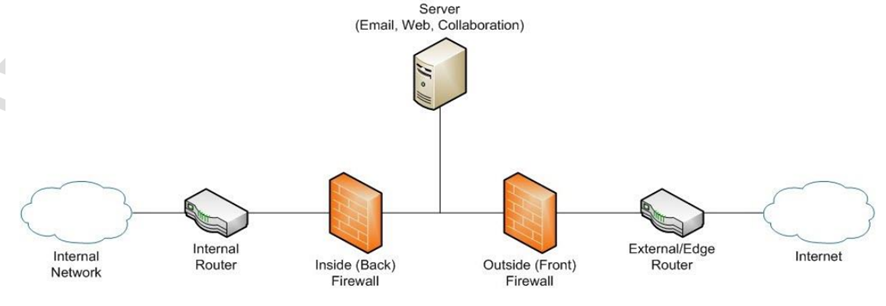 Server
(Email, Web, Collaboration)
Internal
Network
Internal
Router
Inside (Back)
Firewall
Outside (Front)
Firewall
External/Edge
Router
Internet